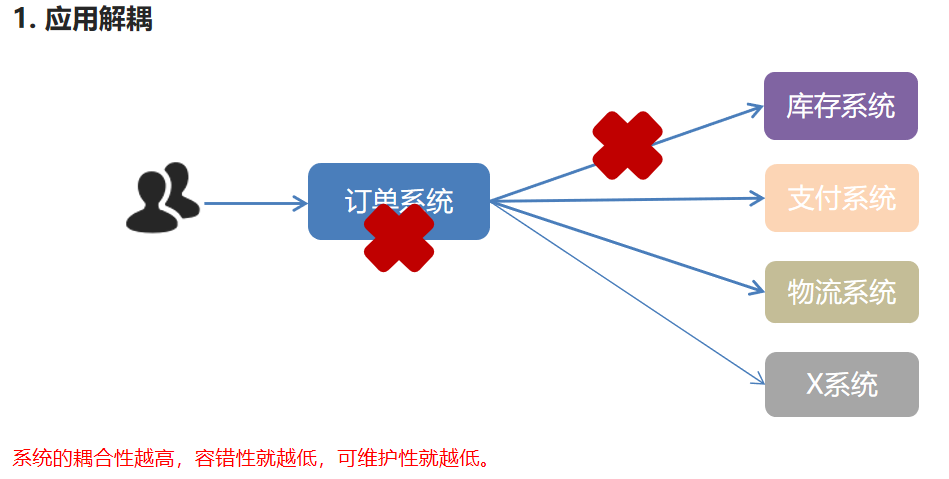 1. 应用解耦
库存系统
订单系统
支付系统
物流系统
X系统
系统的耦合性越高，容错性就越低，可维护性就越低。